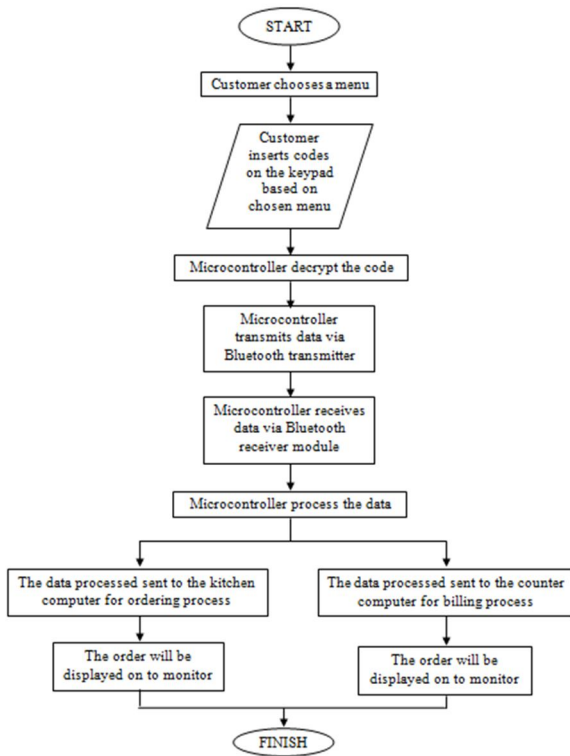 START
Customer chooses a menu
Customer
inserts codes
on the keypad
based on
chosen menu
Microcontroller decrypt the code
Microcontroller
transmits data via
Bluetooth transmitter
Microcontroller receives
data via Bluetooth
receiver module
Microcontroller process the data
The data processed sent to the kitchen
computer for ordering process
The data processed sent to the counter
computer for billing process
The order will be
displayed on to monitor
The order will be
displayed on to monitor
FINISH